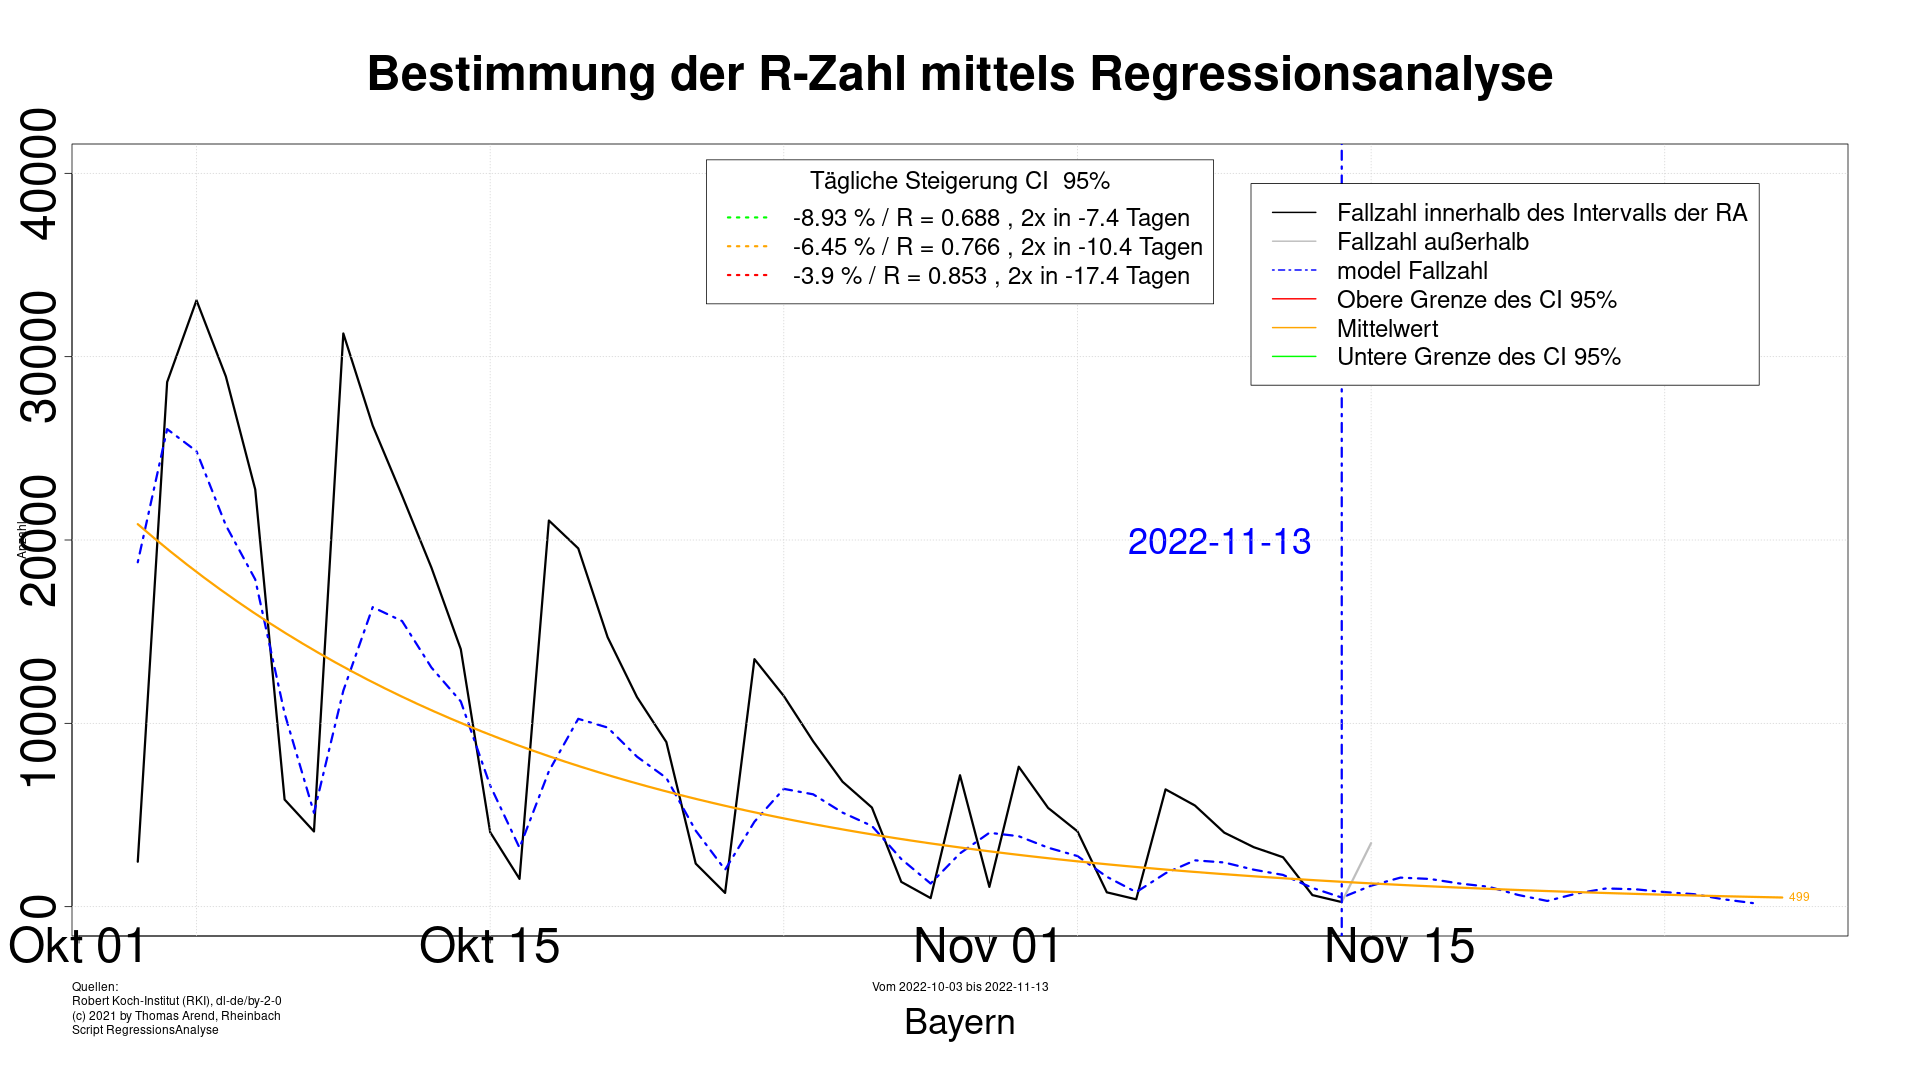 Bestimmung der R-Zahl mittels Regressionsanalyse
40000
30000
20000
10000
0
Anzahl
Tägliche Steigerung CI  95%
-8.93 % / R = 0.688 , 2x in -7.4 Tagen
-6.45 % / R = 0.766 , 2x in -10.4 Tagen
-3.9 % / R = 0.853 , 2x in -17.4 Tagen
Fallzahl innerhalb des Intervalls der RA
Fallzahl außerhalb
model Fallzahl
Obere Grenze des CI 95%
Mittelwert
Untere Grenze des CI 95%
2022-11-13
499
Okt 01
Okt 15
Nov 01
Nov 15
Quellen:
Robert Koch-Institut (RKI), dl-de/by-2-0
(c) 2021 by Thomas Arend, Rheinbach
Script RegressionsAnalyse
Vom 2022-10-03 bis 2022-11-13
Bayern